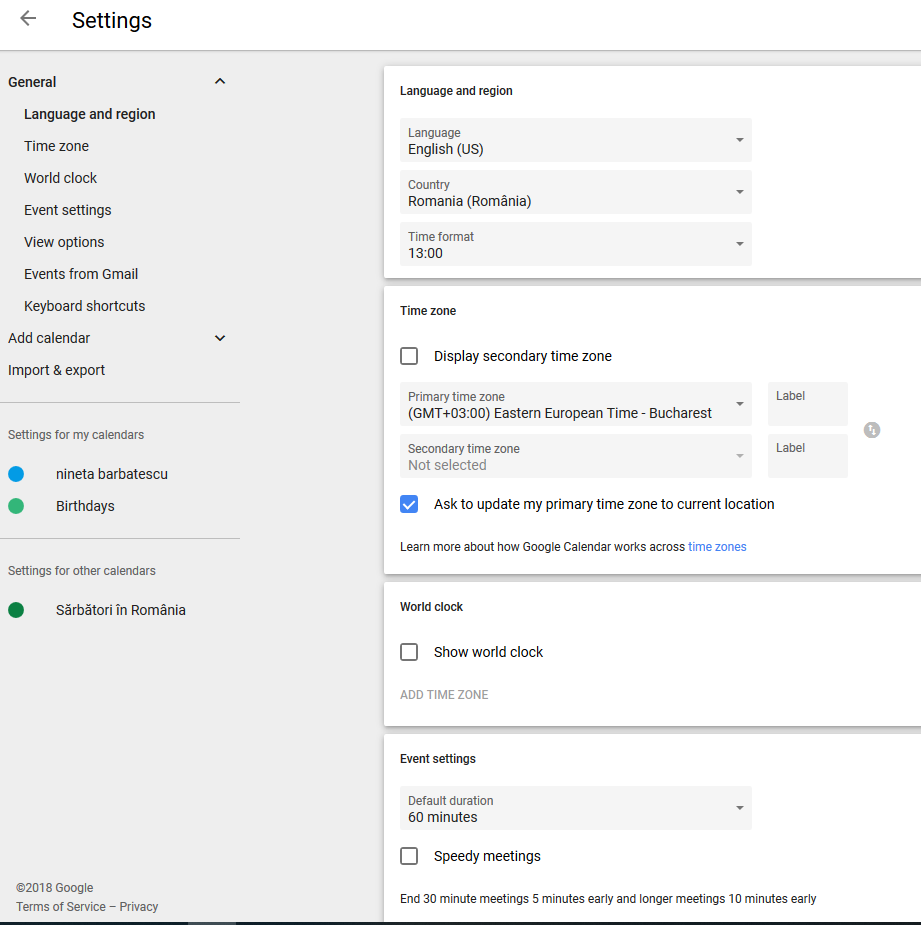 Settings
General
Language and region
Time zone
World clock
Event settings
View options
Events from Gmail
Keyboard shortcuts
Add calendar
Import & export
Settings for my calendars
nineta barbatescu
Birthdays
Settings for other calendars
Sărbători în România
©2018 Google
Terms of Service – Privacy
Language and region
Language
English (US)
Country
Romania (România)
Time format
13:00
Time zone
Display secondary time zone
Primary time zone
(GMT+03:00) Eastern European Time - Bucharest
Label
Secondary time zone
Not selected
Label
Ask to update my primary time zone to current location
Learn more about how Google Calendar works across time zones
World clock
Show world clock
ADD TIME ZONE
Event settings
Default duration
60 minutes
Speedy meetings
End 30 minute meetings 5 minutes early and longer meetings 10 minutes early